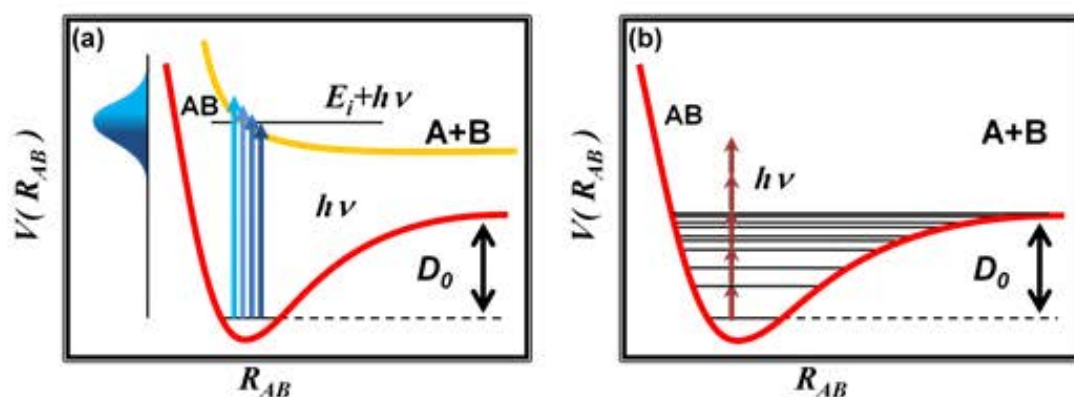 (a)
AB
E_i+hν
A+B
hν
D_0
V(R_AB)
R_AB
(b)
AB
A+B
hν
D_0
V(R_AB)
R_AB